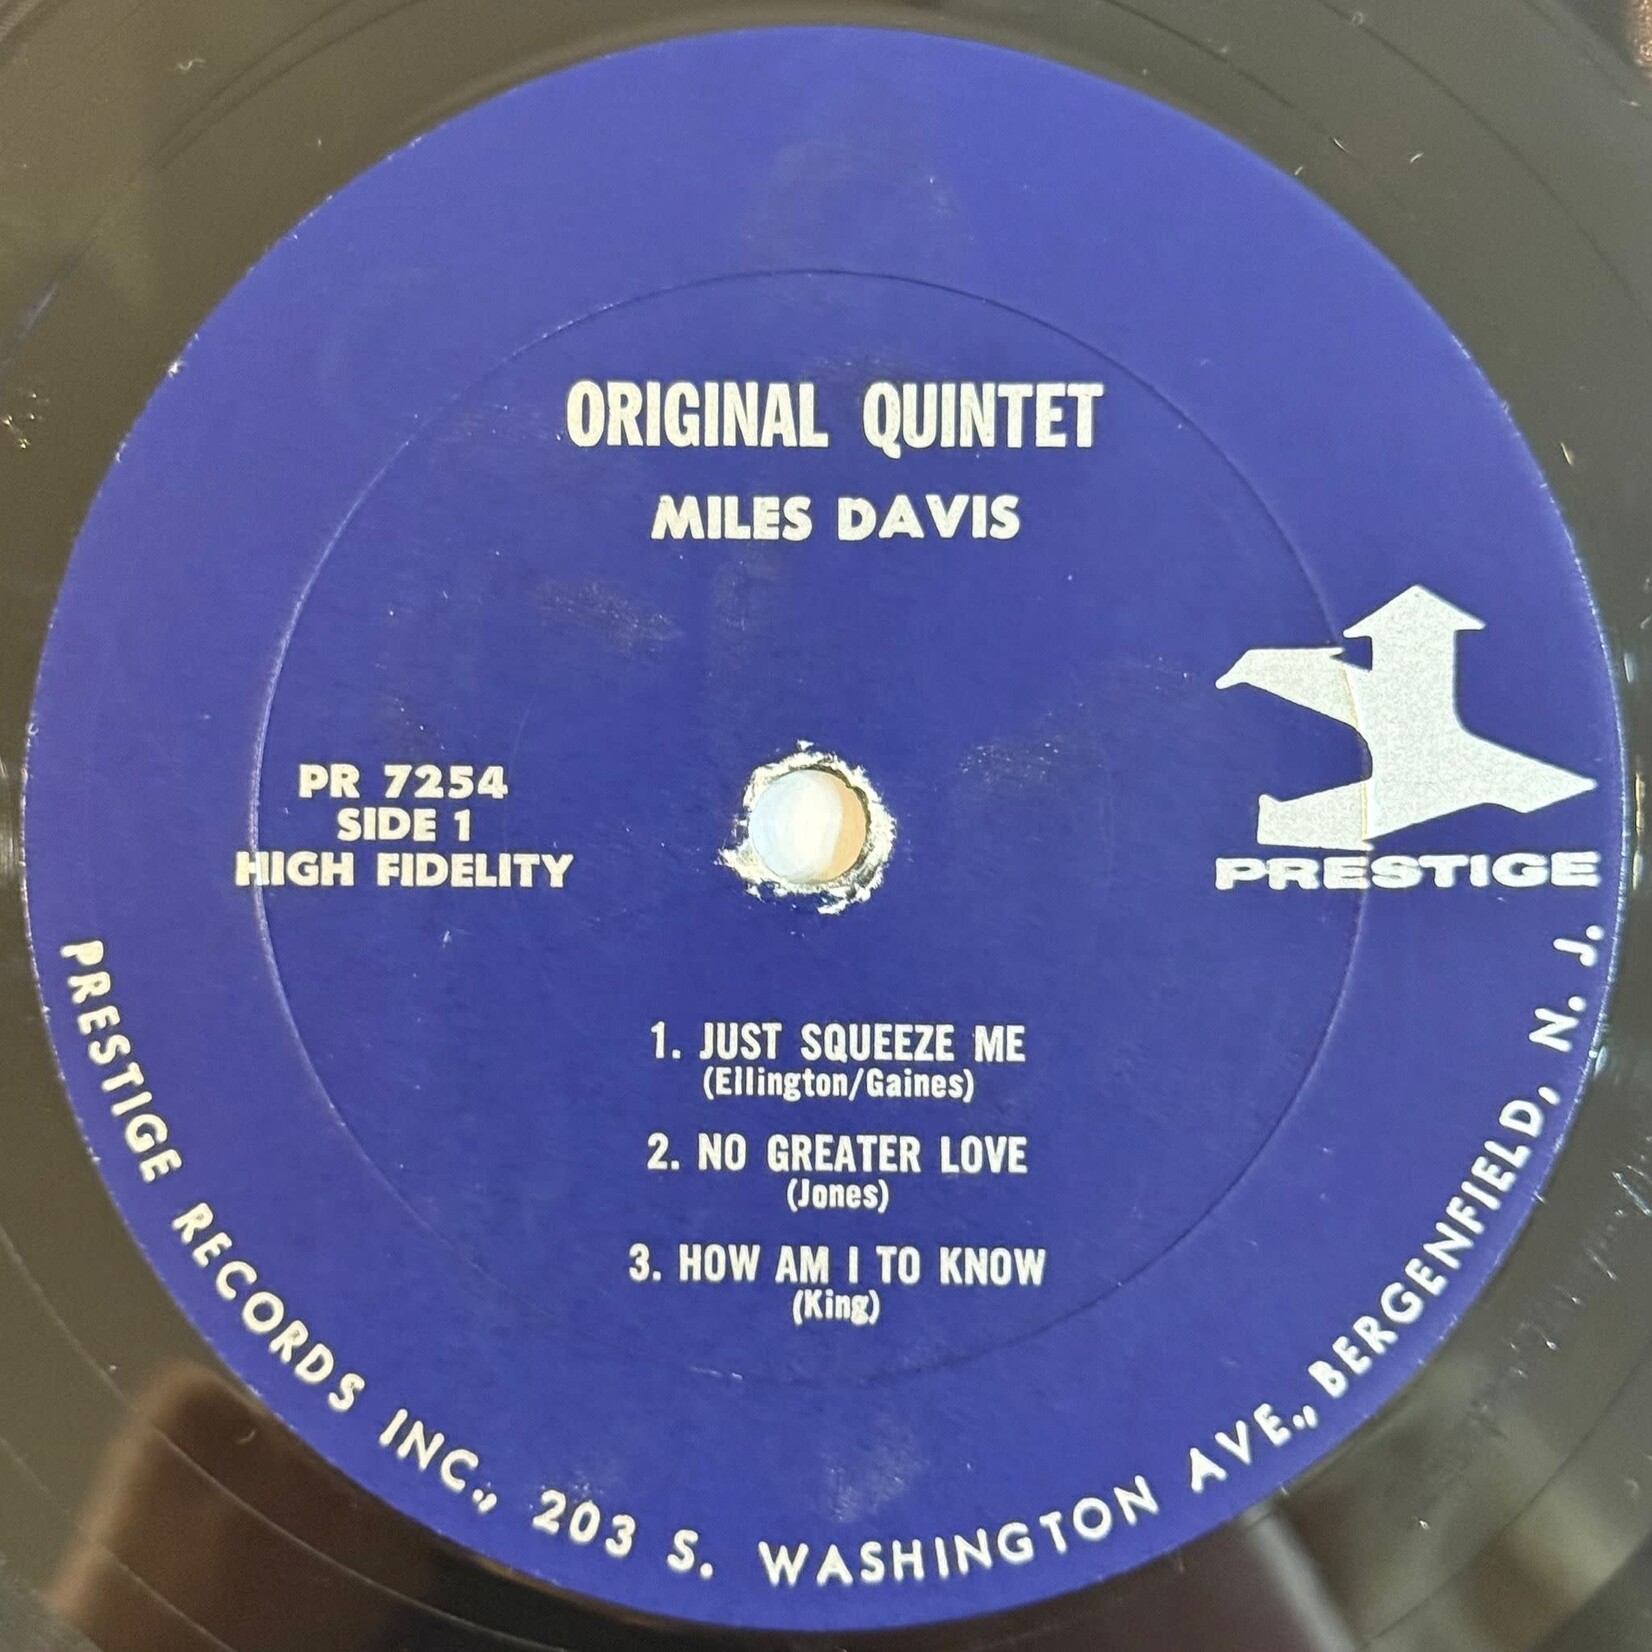 ORIGINAL QUINTET
MILES DAVIS
PR 7254
SIDE 1
HIGH FIDELITY
PRESTIGE
1. JUST SQUEEZE ME
(Ellington/Gaines)
2. NO GREATER LOVE
(Jones)
3. HOW AM I TO KNOW
(King)
PRESTIGE RECORDS INC., 203 S. WASHINGTON AVE., BERGENFIELD, N. J.